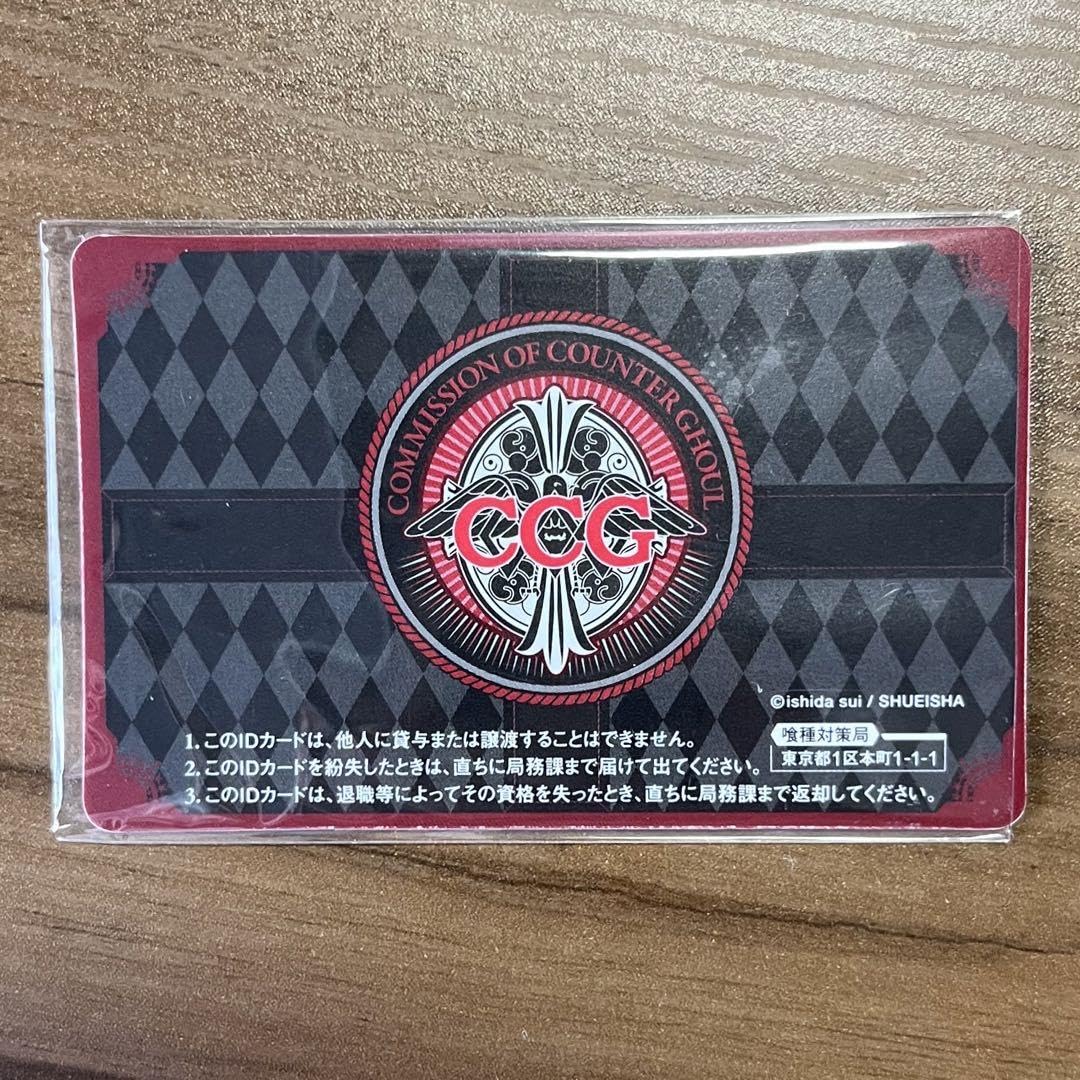 COMMISSION OF COUNTER GHOUL
CCG
©ishida sui / SHUEISHA
喰種対策局
東京都1区本町1-1-1
1. このIDカードは、他人に貸与または譲渡することはできません。
2. このIDカードを紛失したときは、直ちに局務課まで届けて出てください。
3. このIDカードは、退職等によってその資格を失ったとき、直ちに局務課まで返却してください。